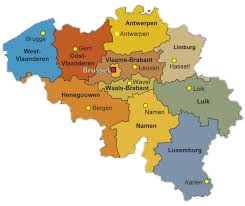 Antwerpen
Antwerpen
Brugge
West-
Vlaanderen
Gent
Oost-
Vlaanderen
Limburg
Hasselt
Vlaams-Brabant
Leuven
Brussel
Waver
Waals-Brabant
Luik
Luik
Henegouwen
Bergen
Namen
Namen
Luxemburg
Aarlen